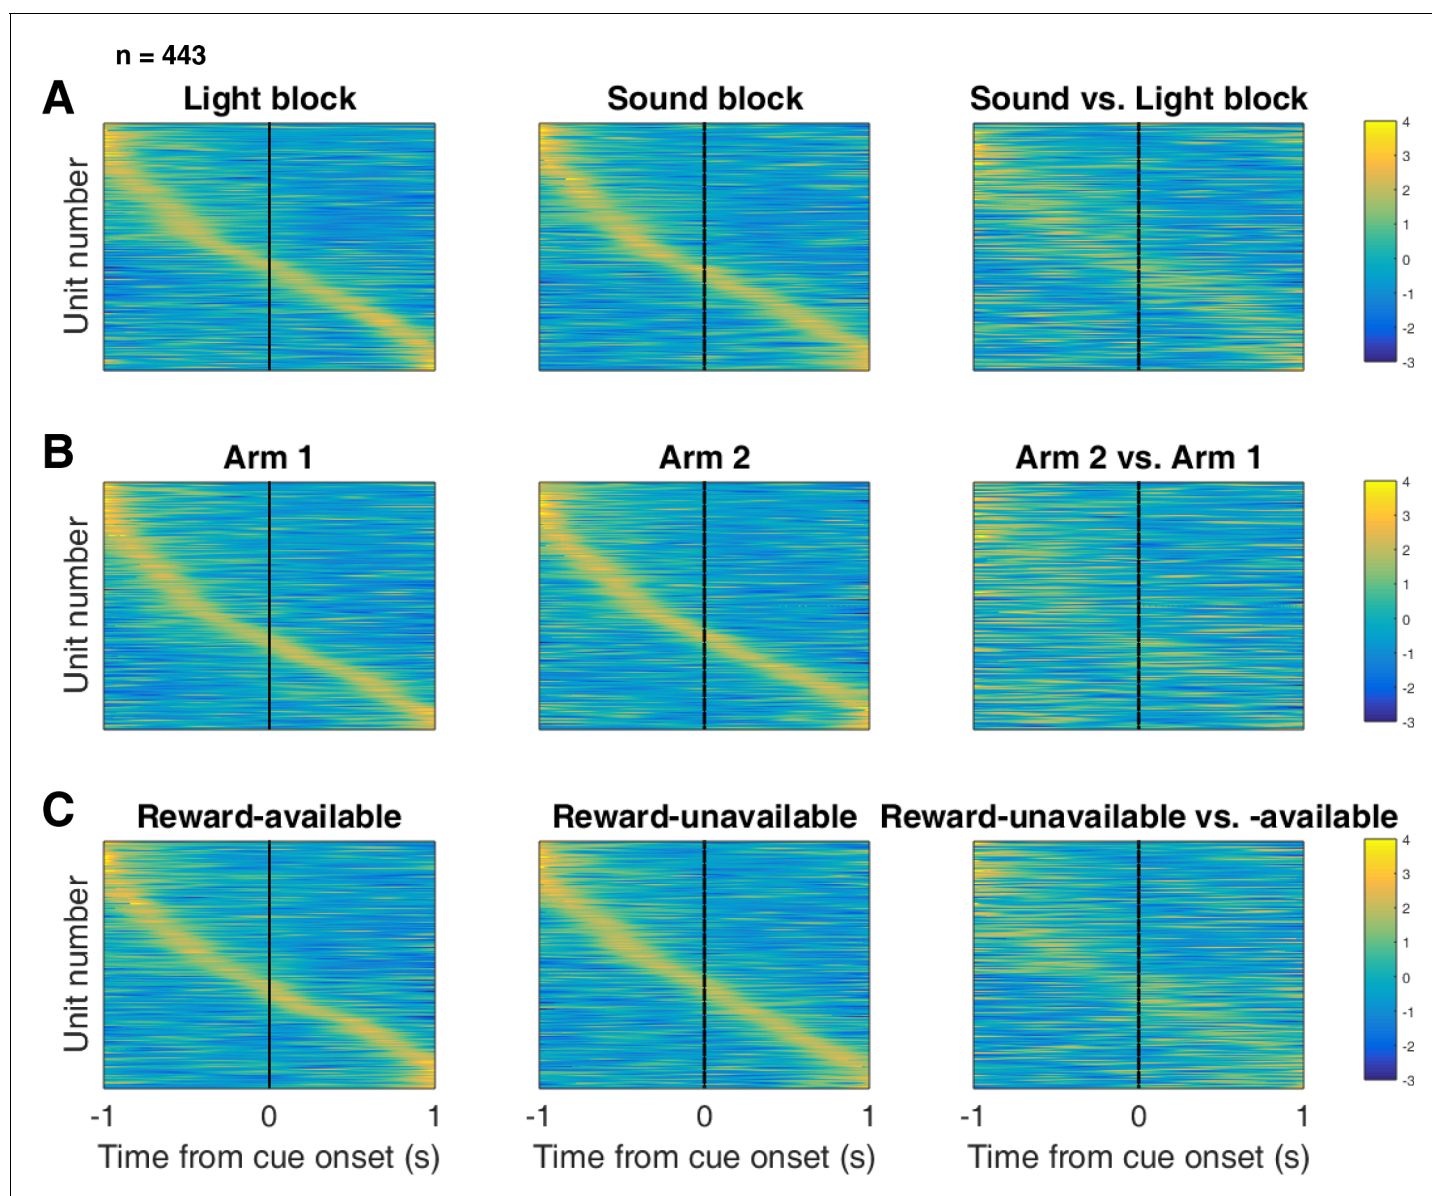 n = 443
A
Light block
Sound block
Sound vs. Light block
Unit number
4
3
2
1
0
-1
-2
-3
B
Arm 1
Arm 2
Arm 2 vs. Arm 1
Unit number
4
3
2
1
0
-1
-2
-3
C
Reward-available
Reward-unavailable
Reward-unavailable vs. -available
Unit number
4
3
2
1
0
-1
-2
-3
-1 0 1
-1 0 1
-1 0 1
Time from cue onset (s)
Time from cue onset (s)
Time from cue onset (s)